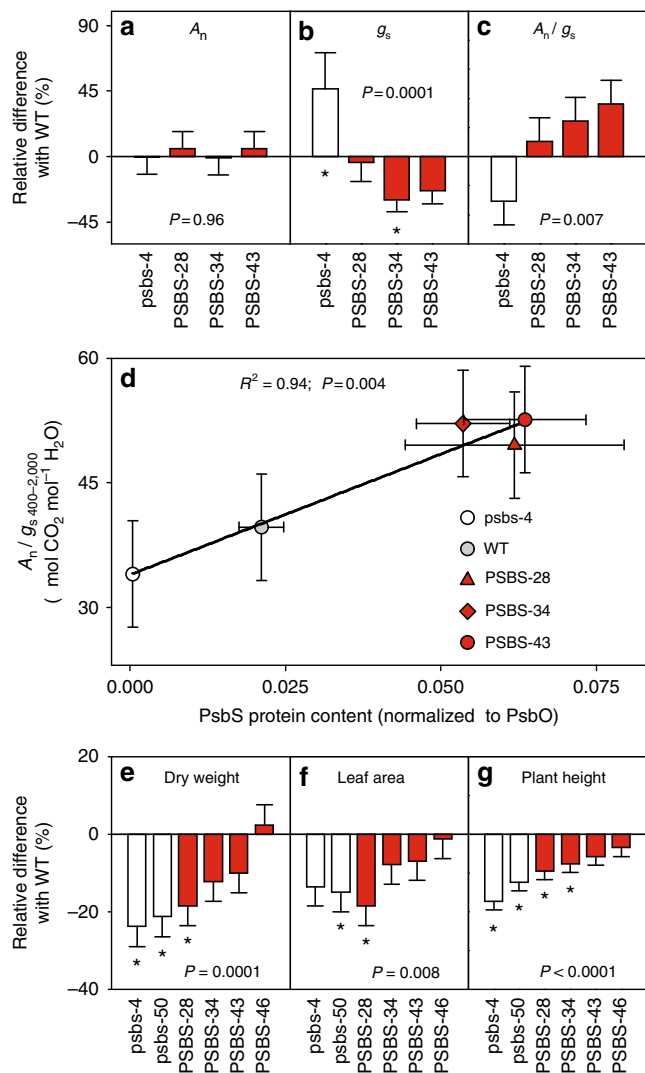 a
A_n
b
g_s
c
A_n / g_s
90
45
0
−45
Relative difference
with WT (%)
P = 0.96
P = 0.0001
*
*
P = 0.007
psbs-4
PSBS-28
PSBS-34
PSBS-43
psbs-4
PSBS-28
PSBS-34
PSBS-43
psbs-4
PSBS-28
PSBS-34
PSBS-43
d
R² = 0.94; P = 0.004
60
45
30
A_n / g_s 400–2,000
( mol CO₂ mol⁻¹ H₂O)
psbs-4
WT
PSBS-28
PSBS-34
PSBS-43
0.000
0.025
0.050
0.075
PsbS protein content (normalized to PsbO)
e
Dry weight
f
Leaf area
g
Plant height
20
0
−20
−40
Relative difference
with WT (%)
* * *
* *
* * * *
P = 0.0001
P = 0.008
P < 0.0001
psbs-4
psbs-50
PSBS-28
PSBS-34
PSBS-43
PSBS-46
psbs-4
psbs-50
PSBS-28
PSBS-34
PSBS-43
PSBS-46
psbs-4
psbs-50
PSBS-28
PSBS-34
PSBS-43
PSBS-46